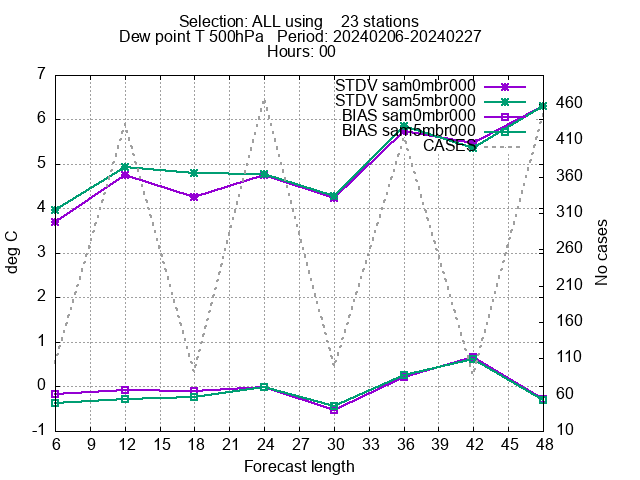 Selection: ALL using    23 stations
Dew point T 500hPa   Period: 20240206-20240227
Hours: 00
STDV sam0mbr000
STDV sam5mbr000
BIAS sam0mbr000
BIAS sam5mbr000
CASES
deg C
7
6
5
4
3
2
1
0
-1
No cases
460
410
360
310
260
210
160
110
60
10
6 9 12 15 18 21 24 27 30 33 36 39 42 45 48
Forecast length